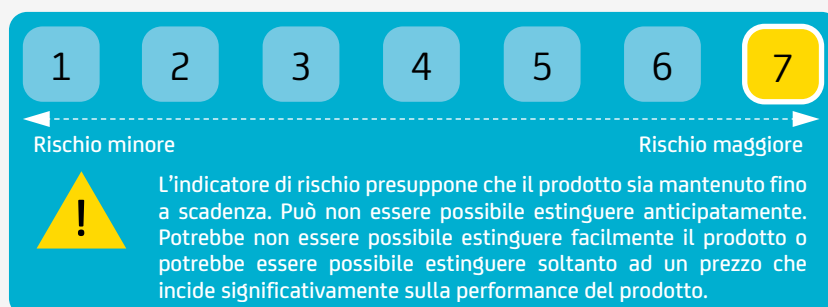 1 2 3 4 5 6 7
Rischio minore Rischio maggiore
!
L'indicatore di rischio presuppone che il prodotto sia mantenuto fino
a scadenza. Può non essere possibile estinguere anticipatamente.
Potrebbe non essere possibile estinguere facilmente il prodotto o
potrebbe essere possibile estinguere soltanto ad un prezzo che
incide significativamente sulla performance del prodotto.